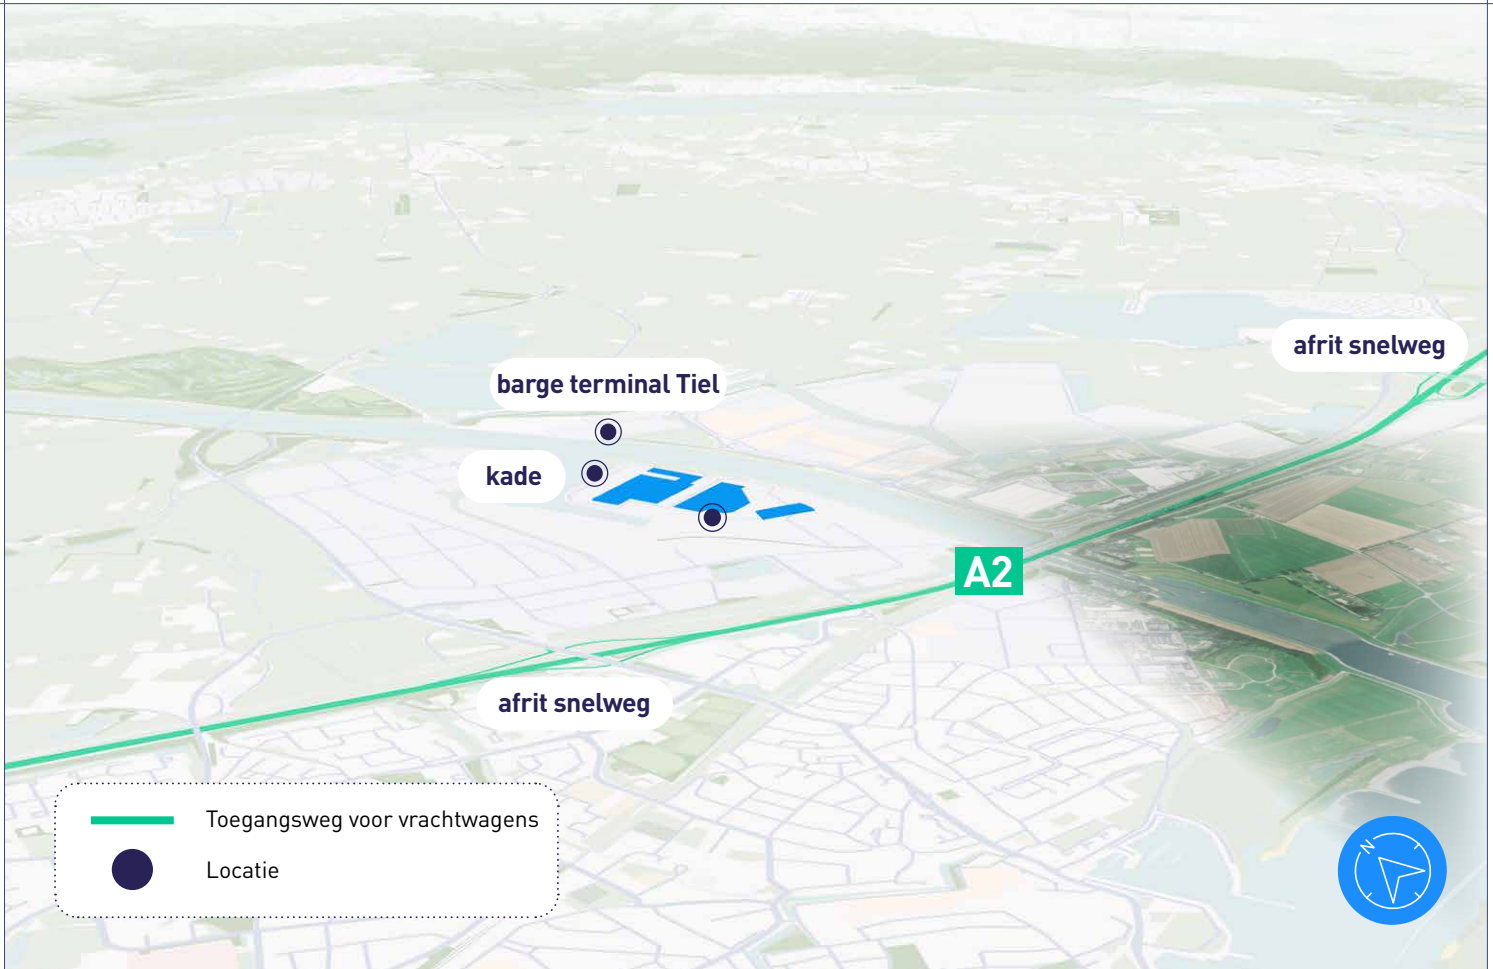 afrit snelweg
barge terminal Tiel
kade
A2
afrit snelweg
Toegangsweg voor vrachtwagens
Locatie
N